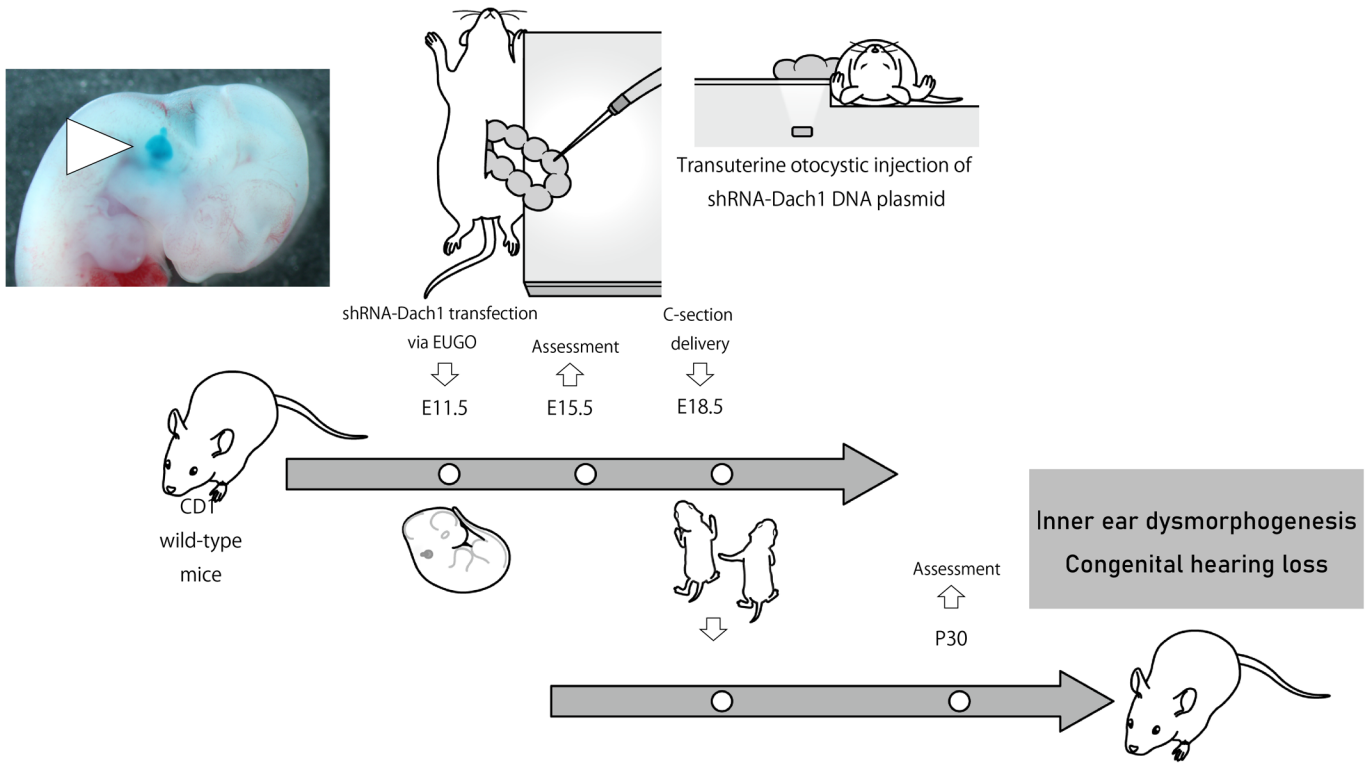 Transuterine otocystic injection of
shRNA-Dach1 DNA plasmid
shRNA-Dach1 transfection
via EUGO
Assessment
C-section
delivery
E11.5
E15.5
E18.5
CD1
wild-type
mice
Inner ear dysmorphogenesis
Congenital hearing loss
Assessment
P30